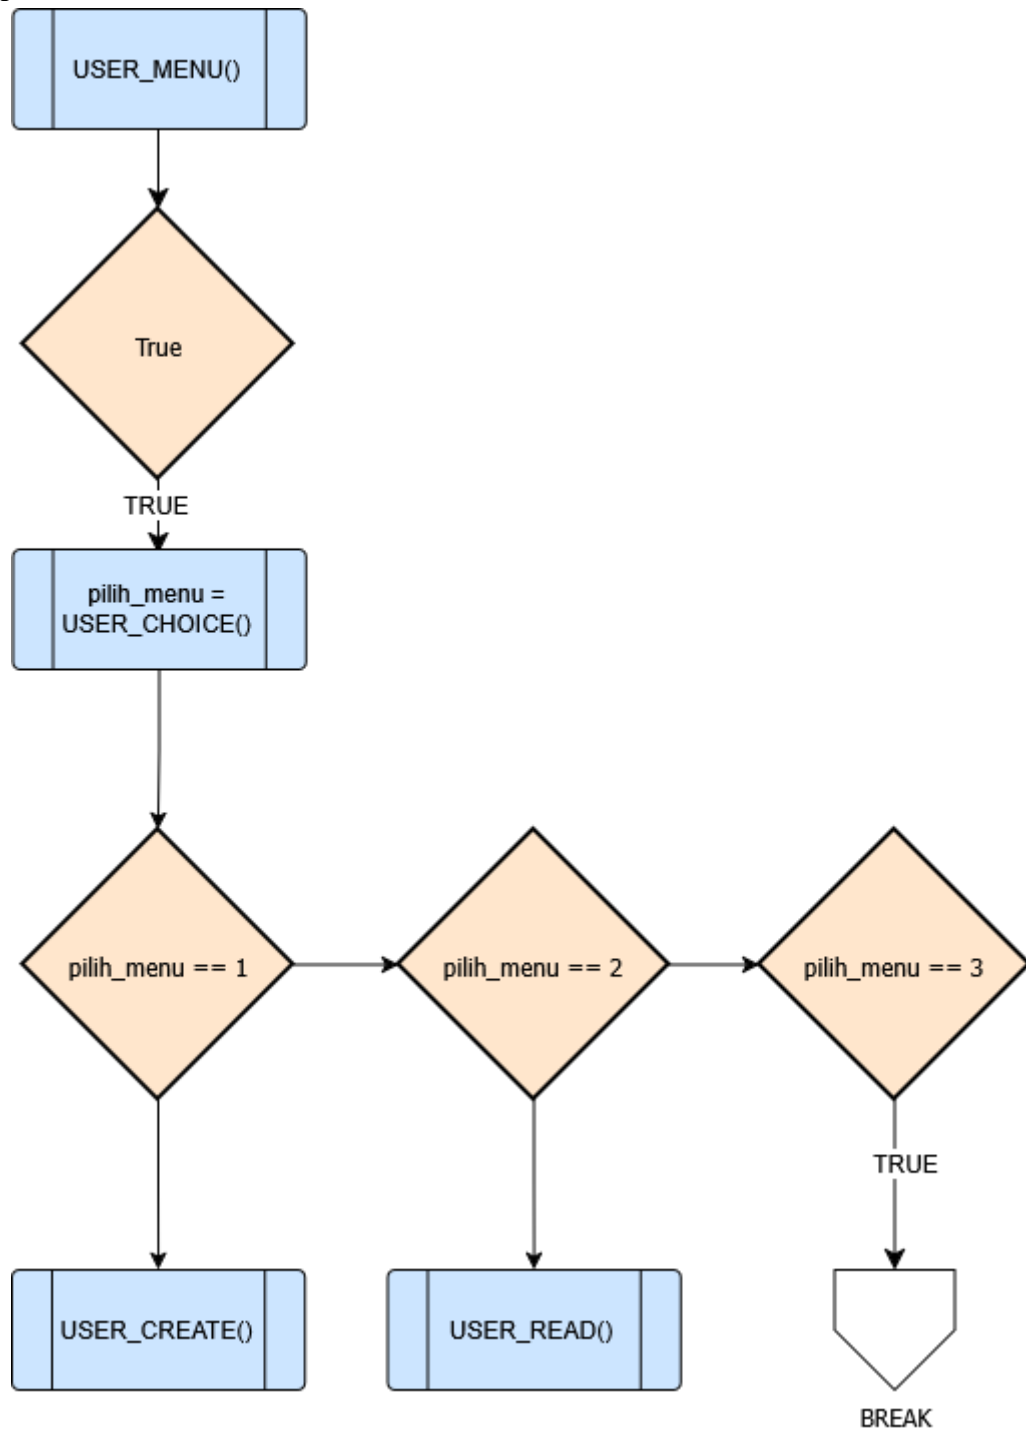 USER_MENU()
True
TRUE
pilih_menu =
USER_CHOICE()
pilih_menu == 1
pilih_menu == 2
pilih_menu == 3
TRUE
USER_CREATE()
USER_READ()
BREAK